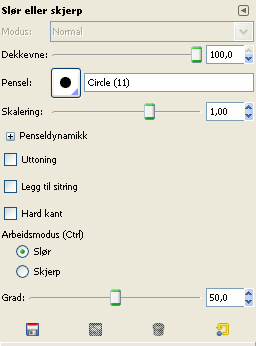 Slør eller skjerp
Modus: Normal
Dekkevne: 100,0
Pensel: Circle (11)
Skalering: 1,00
Penseldynamikk
Uttoning
Legg til sitring
Hard kant
Arbeidsmodus (Ctrl)
Slør
Skjerp
Grad: 50,0